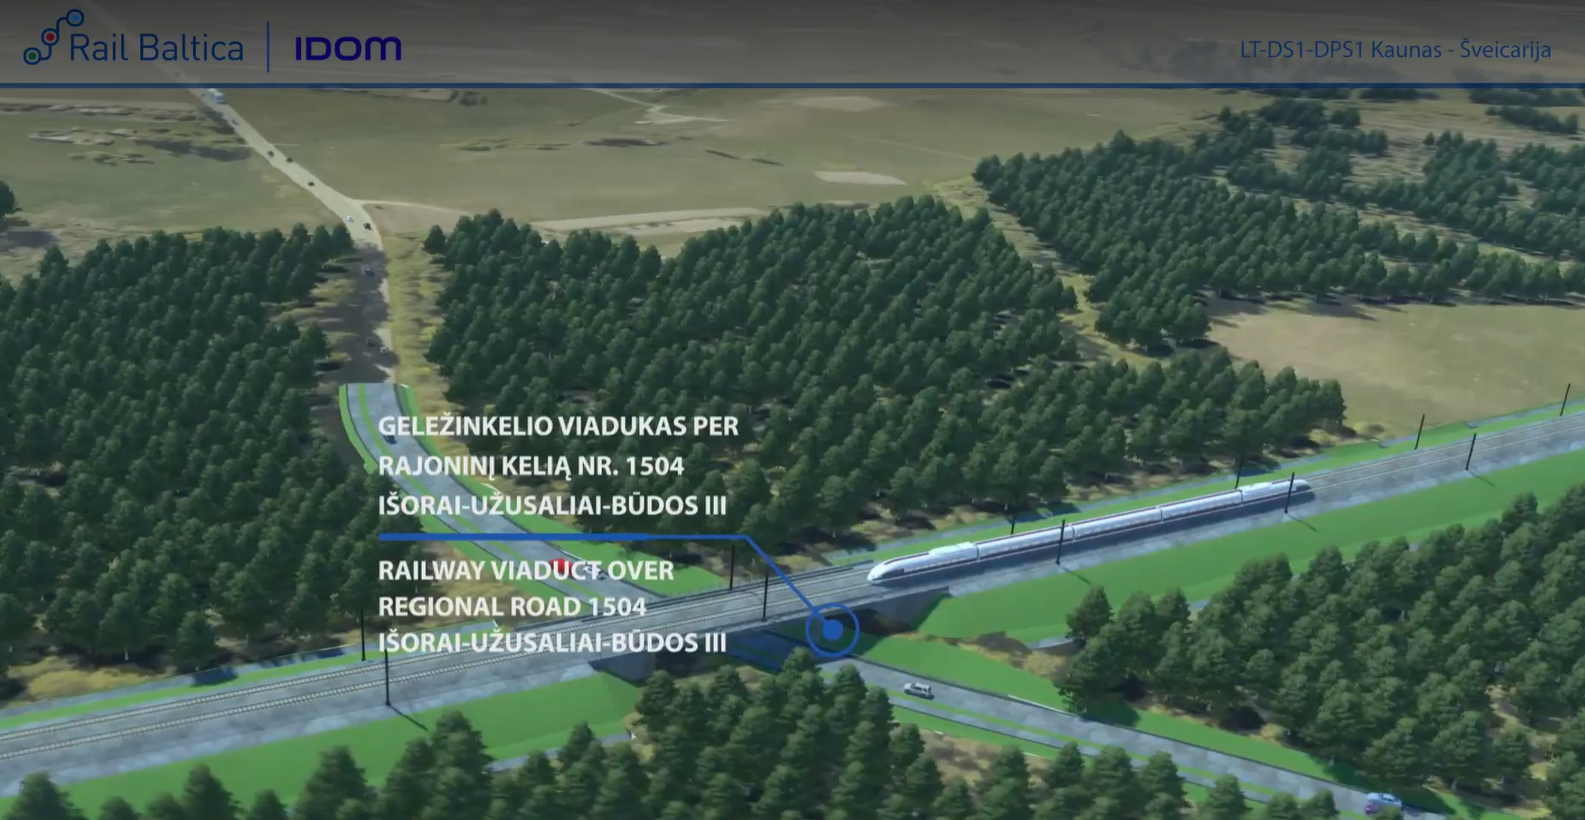 Rail Baltica
IDOM
LT-DS1-DPS1 Kaunas - Šveicarija
GELEŽINKELIO VIADUKAS PER
RAJONINĮ KELIĄ NR. 1504
IŠORAI-UŽUSALIAI-BŪDOS III
RAILWAY VIADUCT OVER
REGIONAL ROAD 1504
IŠORAI-UŽUSALIAI-BŪDOS III